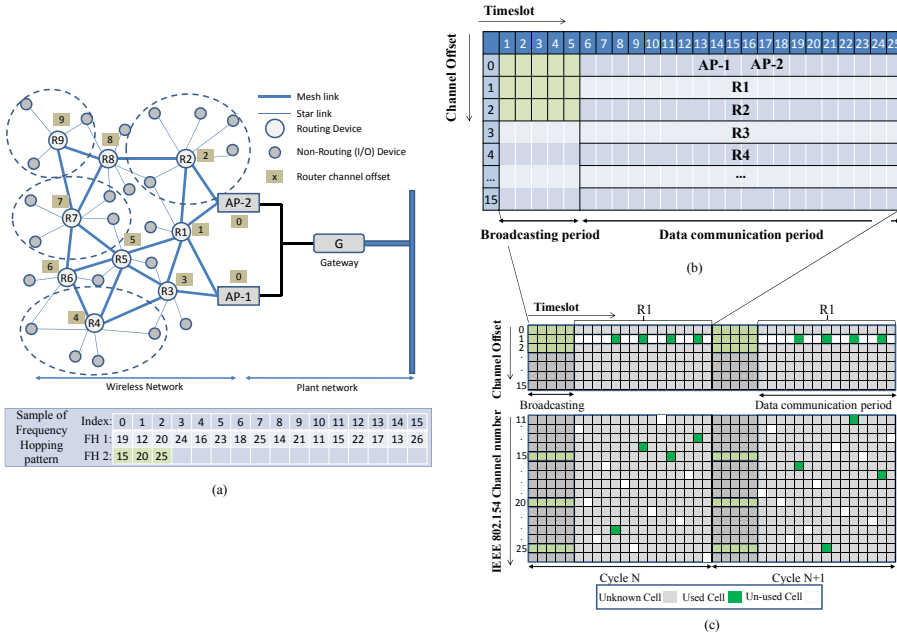 Timeslot
1 2 3 4 5 6 7 8 9 10 11 12 13 14 15 16 17 18 19 20 21 22 23 24 25
Channel Offset
0 AP-1 AP-2
1 R1
2 R2
3 R3
4 R4
... ...
15
Broadcasting period Data communication period
(b)
9
R9
8
R8
R2
2
7
R7
AP-2
0
5
R5
R1
1
6
R6
G
Gateway
0
AP-1
3
R3
4
R4
Mesh link
Star link
Routing Device
Non-Routing (I/O) Device
x Router channel offset
Wireless Network Plant network
Sample of Frequency Hopping pattern
Index: 0 1 2 3 4 5 6 7 8 9 10 11 12 13 14 15
FH 1: 19 12 20 24 16 23 18 25 14 21 11 15 22 17 13 26
FH 2: 15 20 25
(a)
Timeslot R1 R1
Channel Offset
0
1
2
.
.
15
Broadcasting Data communication period
IEEE 802.154 Channel number
11
.
.
15
.
.
20
.
.
25
Cycle N Cycle N+1
Unknown Cell Used Cell Un-used Cell
(c)